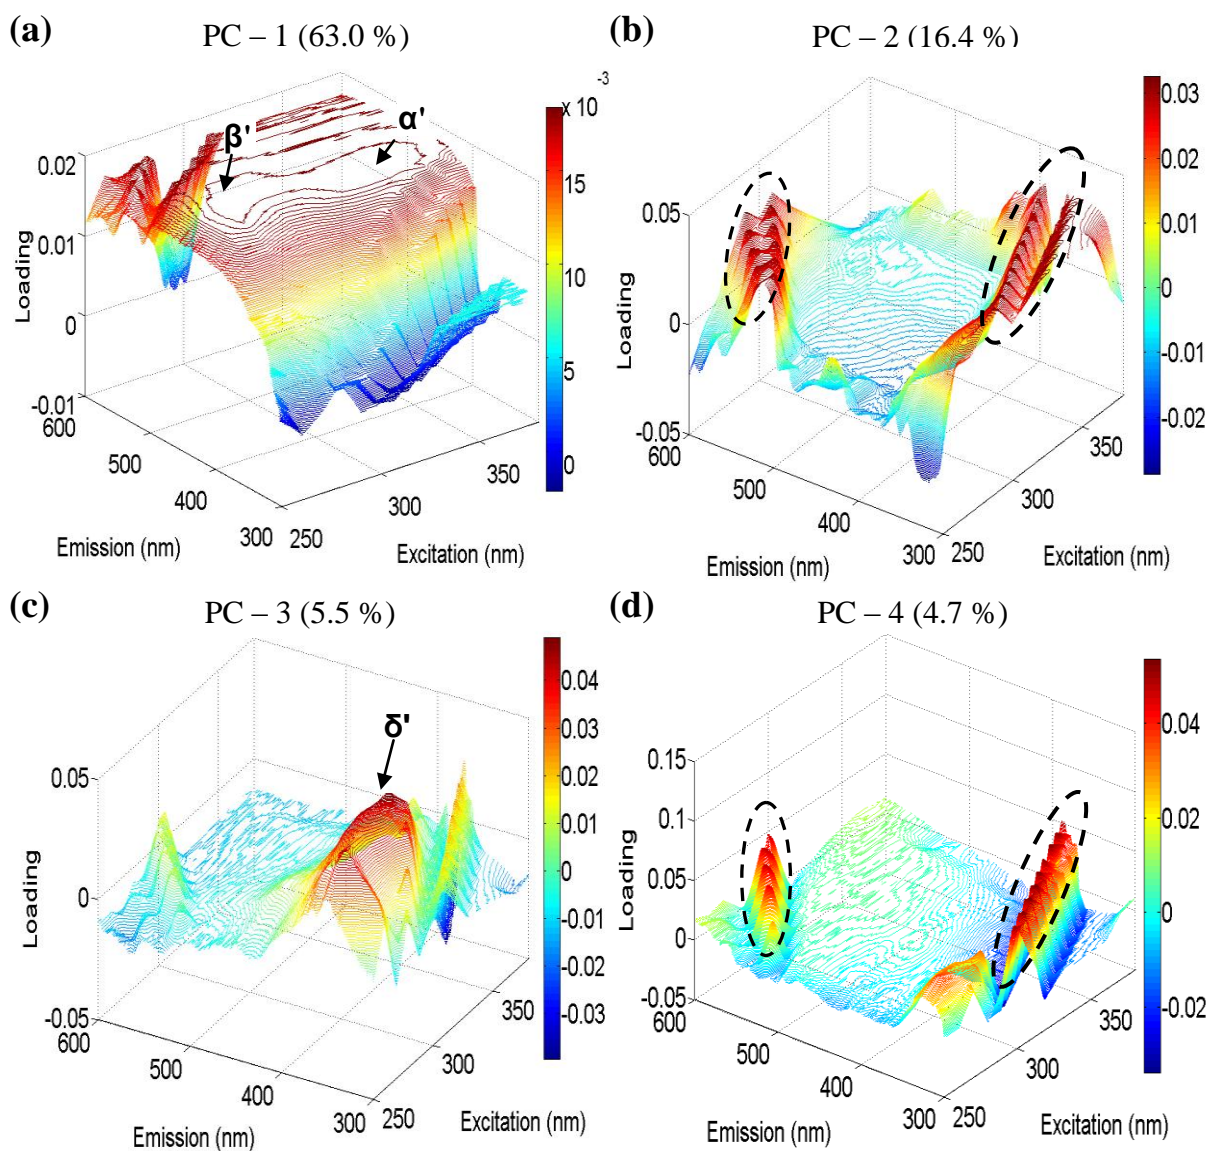 (a)
PC – 1 (63.0 %)
x 10
-3
β'
α'
0.02
0.01
0
-0.01
Loading
15
10
5
0
600
500
400
300
250
300
350
Emission (nm)
Excitation (nm)
(b)
PC – 2 (16.4 %)
0.05
0
-0.05
Loading
0.03
0.02
0.01
0
-0.01
-0.02
600
500
400
300
250
300
350
Emission (nm)
Excitation (nm)
(c)
PC – 3 (5.5 %)
δ'
0.05
0
-0.05
Loading
0.04
0.03
0.02
0.01
0
-0.01
-0.02
-0.03
600
500
400
300
250
300
350
Emission (nm)
Excitation (nm)
(d)
PC – 4 (4.7 %)
0.15
0.1
0.05
0
-0.05
Loading
0.04
0.02
0
-0.02
600
500
400
300
250
300
350
Emission (nm)
Excitation (nm)